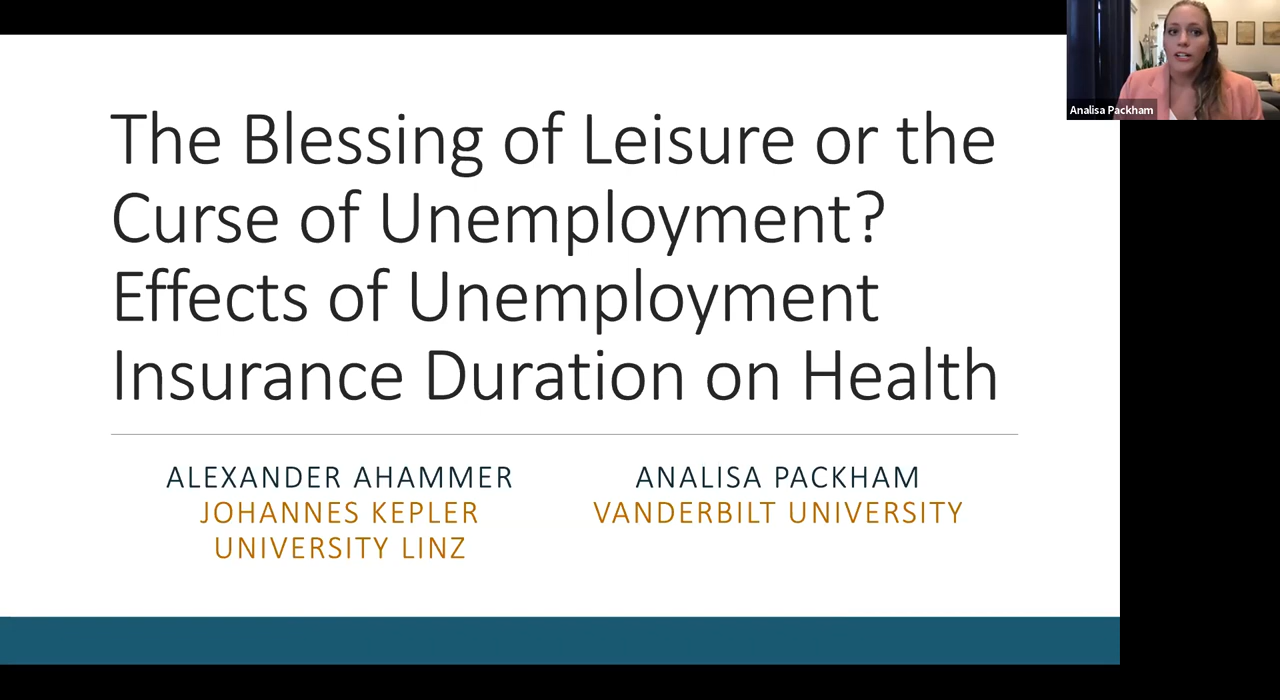 The Blessing of Leisure or the
Curse of Unemployment?
Effects of Unemployment
Insurance Duration on Health
ALEXANDER AHAMMER
JOHANNES KEPLER
UNIVERSITY LINZ
ANALISA PACKHAM
VANDERBILT UNIVERSITY
Analisa Packham